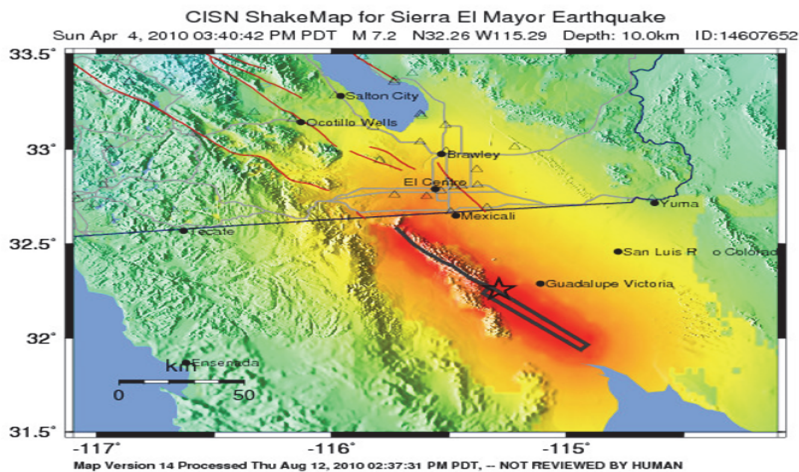 CISN ShakeMap for Sierra El Mayor Earthquake
Sun Apr 4, 2010 03:40:42 PM PDT M 7.2 N32.26 W115.29 Depth: 10.0km ID:14607652
33.5°
Salton City
Ocotillo Wells
33°
Brawley
El Centro
Yuma
Mexicali
32.5°
Tecate
San Luis R
Colorad
Guadalupe Victoria
32°
km
Ensenada
0 50
31.5°
-117° -116° -115°
Map Version 14 Processed Thu Aug 12, 2010 02:37:31 PM PDT, -- NOT REVIEWED BY HUMAN